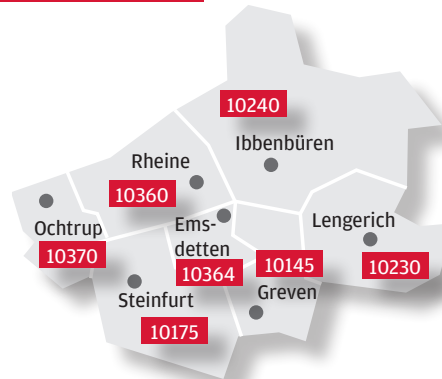 10240
Ibbenbüren
Rheine
10360
Ochtrup
10370
Ems-
detten
10364
Lengerich
10230
10145
Greven
Steinfurt
10175